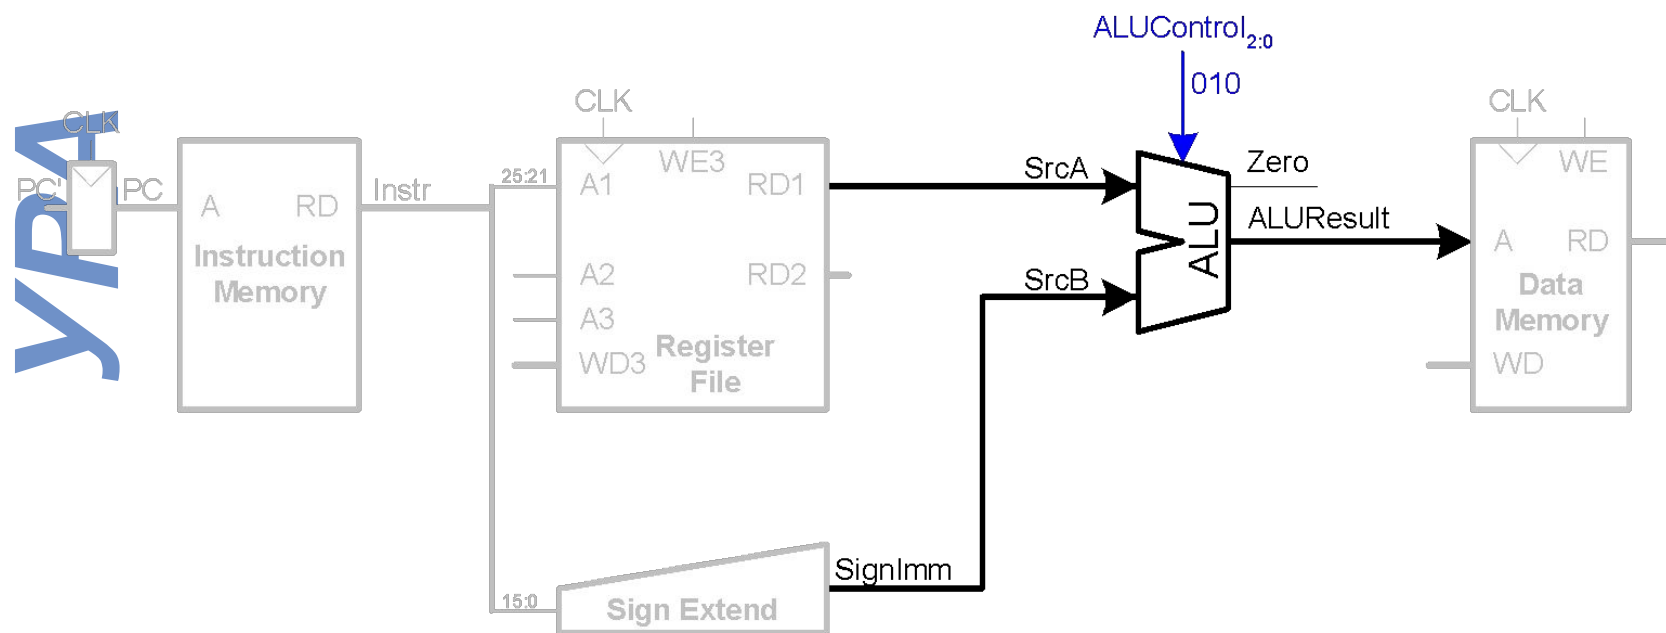 ALUControl2:0
010
CLK
CLK
CLK
PC'
PC
A
RD
Instruction
Memory
Instr
25:21
A1
WE3
RD1
A2
RD2
A3
WD3
Register
File
SrcA
SrcB
ALU
Zero
ALUResult
WE
A
RD
Data
Memory
WD
15:0
Sign Extend
SignImm